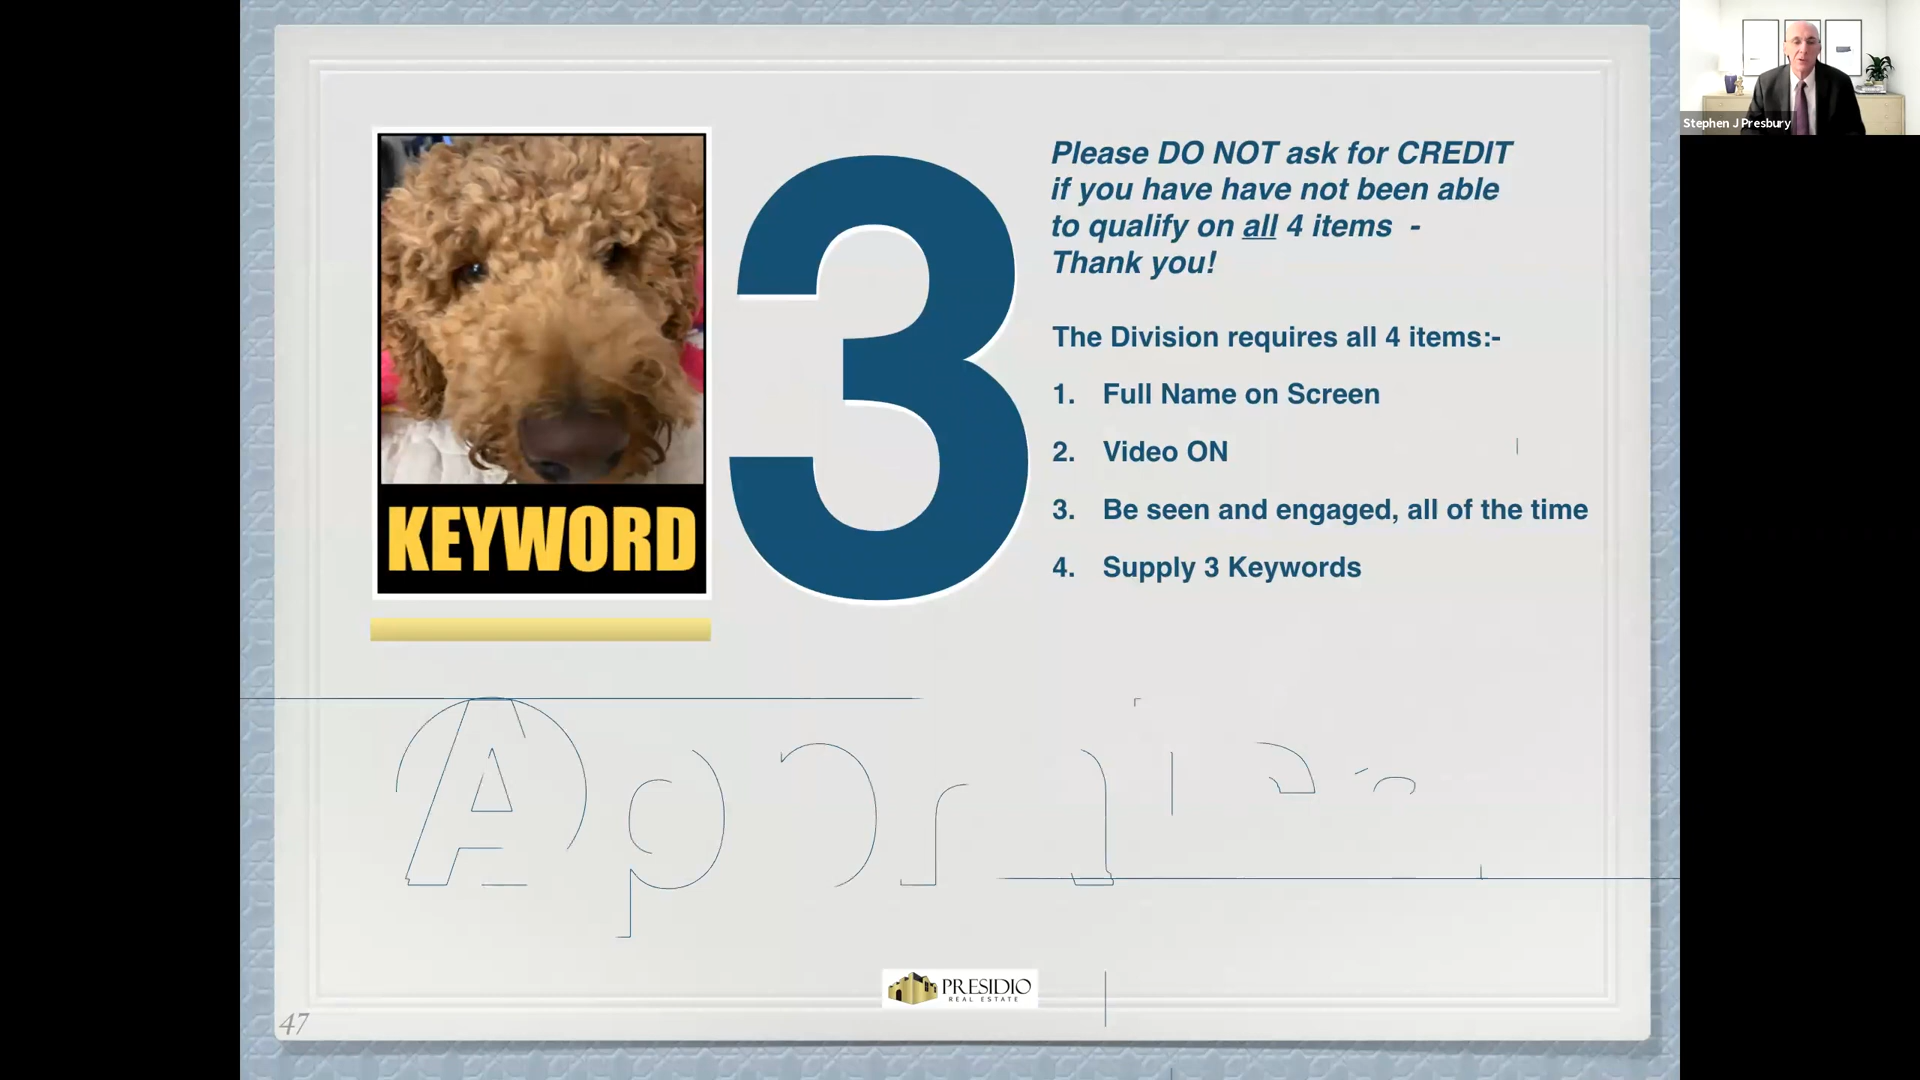 Please DO NOT ask for CREDIT
if you have have not been able
to qualify on all 4 items -
Thank you!
The Division requires all 4 items:-
1. Full Name on Screen
2. Video ON
3. Be seen and engaged, all of the time
4. Supply 3 Keywords
3
KEYWORD
PRESIDIO
REAL ESTATE
47
Stephen J Presbury